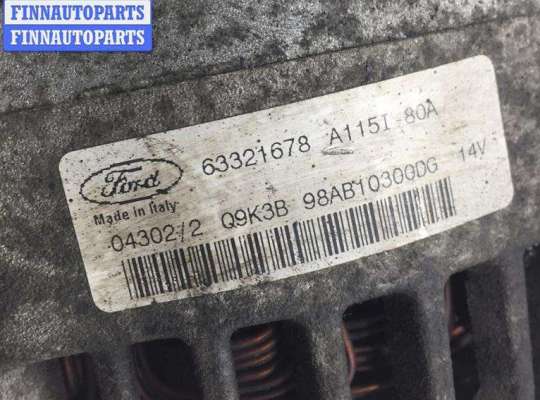 FINNAUTOPARTS
FINNAUTOPARTS
Ford
Made in Italy
63321678 A115I-80A
04302/2 Q9K3B 98AB10300DG 14V